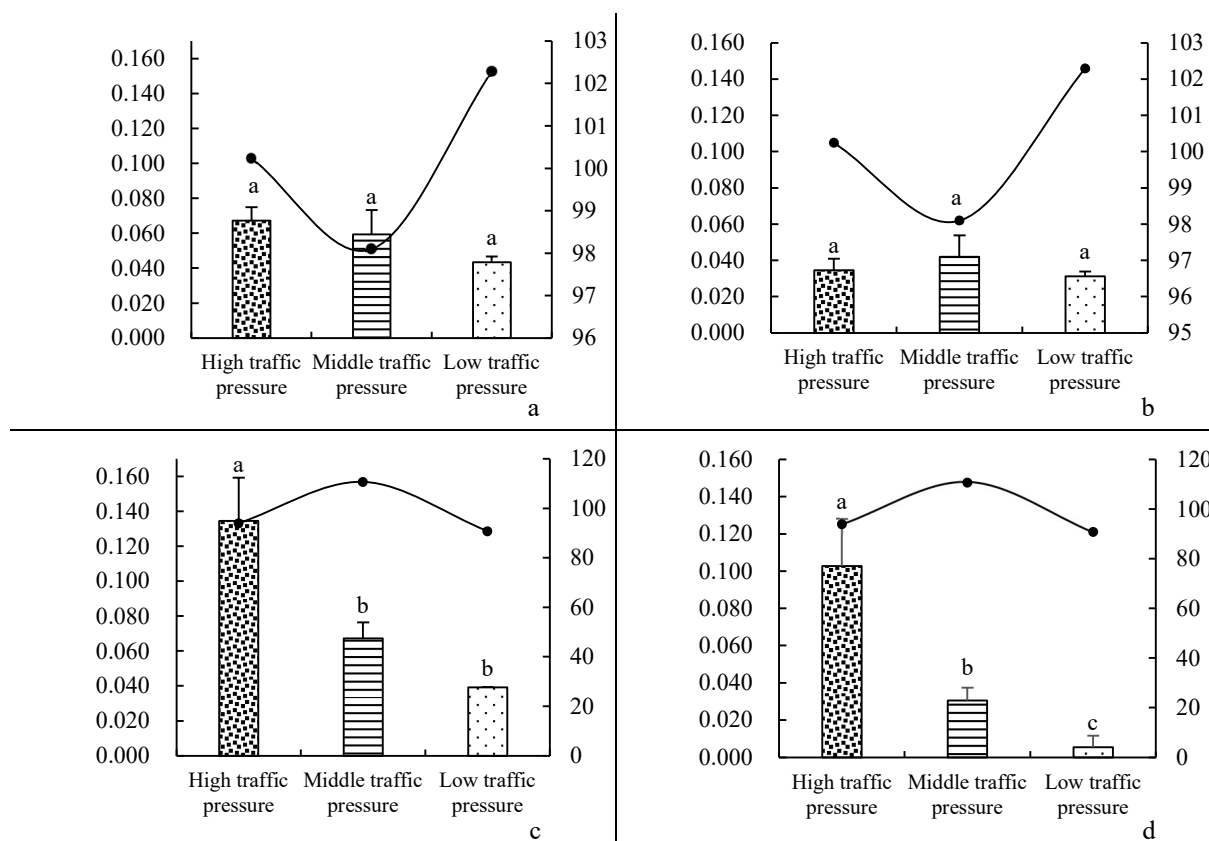 0.160
0.140
0.120
0.100
0.080
0.060
0.040
0.020
0.000
103
102
101
100
99
98
97
96
a
a
a
High traffic
pressure
Middle traffic
pressure
Low traffic
pressure
a
0.160
0.140
0.120
0.100
0.080
0.060
0.040
0.020
0.000
103
102
101
100
99
98
97
96
95
a
a
a
High traffic
pressure
Middle traffic
pressure
Low traffic
pressure
b
0.160
0.140
0.120
0.100
0.080
0.060
0.040
0.020
0.000
120
100
80
60
40
20
0
a
b
b
High traffic
pressure
Middle traffic
pressure
Low traffic
pressure
c
0.160
0.140
0.120
0.100
0.080
0.060
0.040
0.020
0.000
120
100
80
60
40
20
0
a
b
c
High traffic
pressure
Middle traffic
pressure
Low traffic
pressure
d